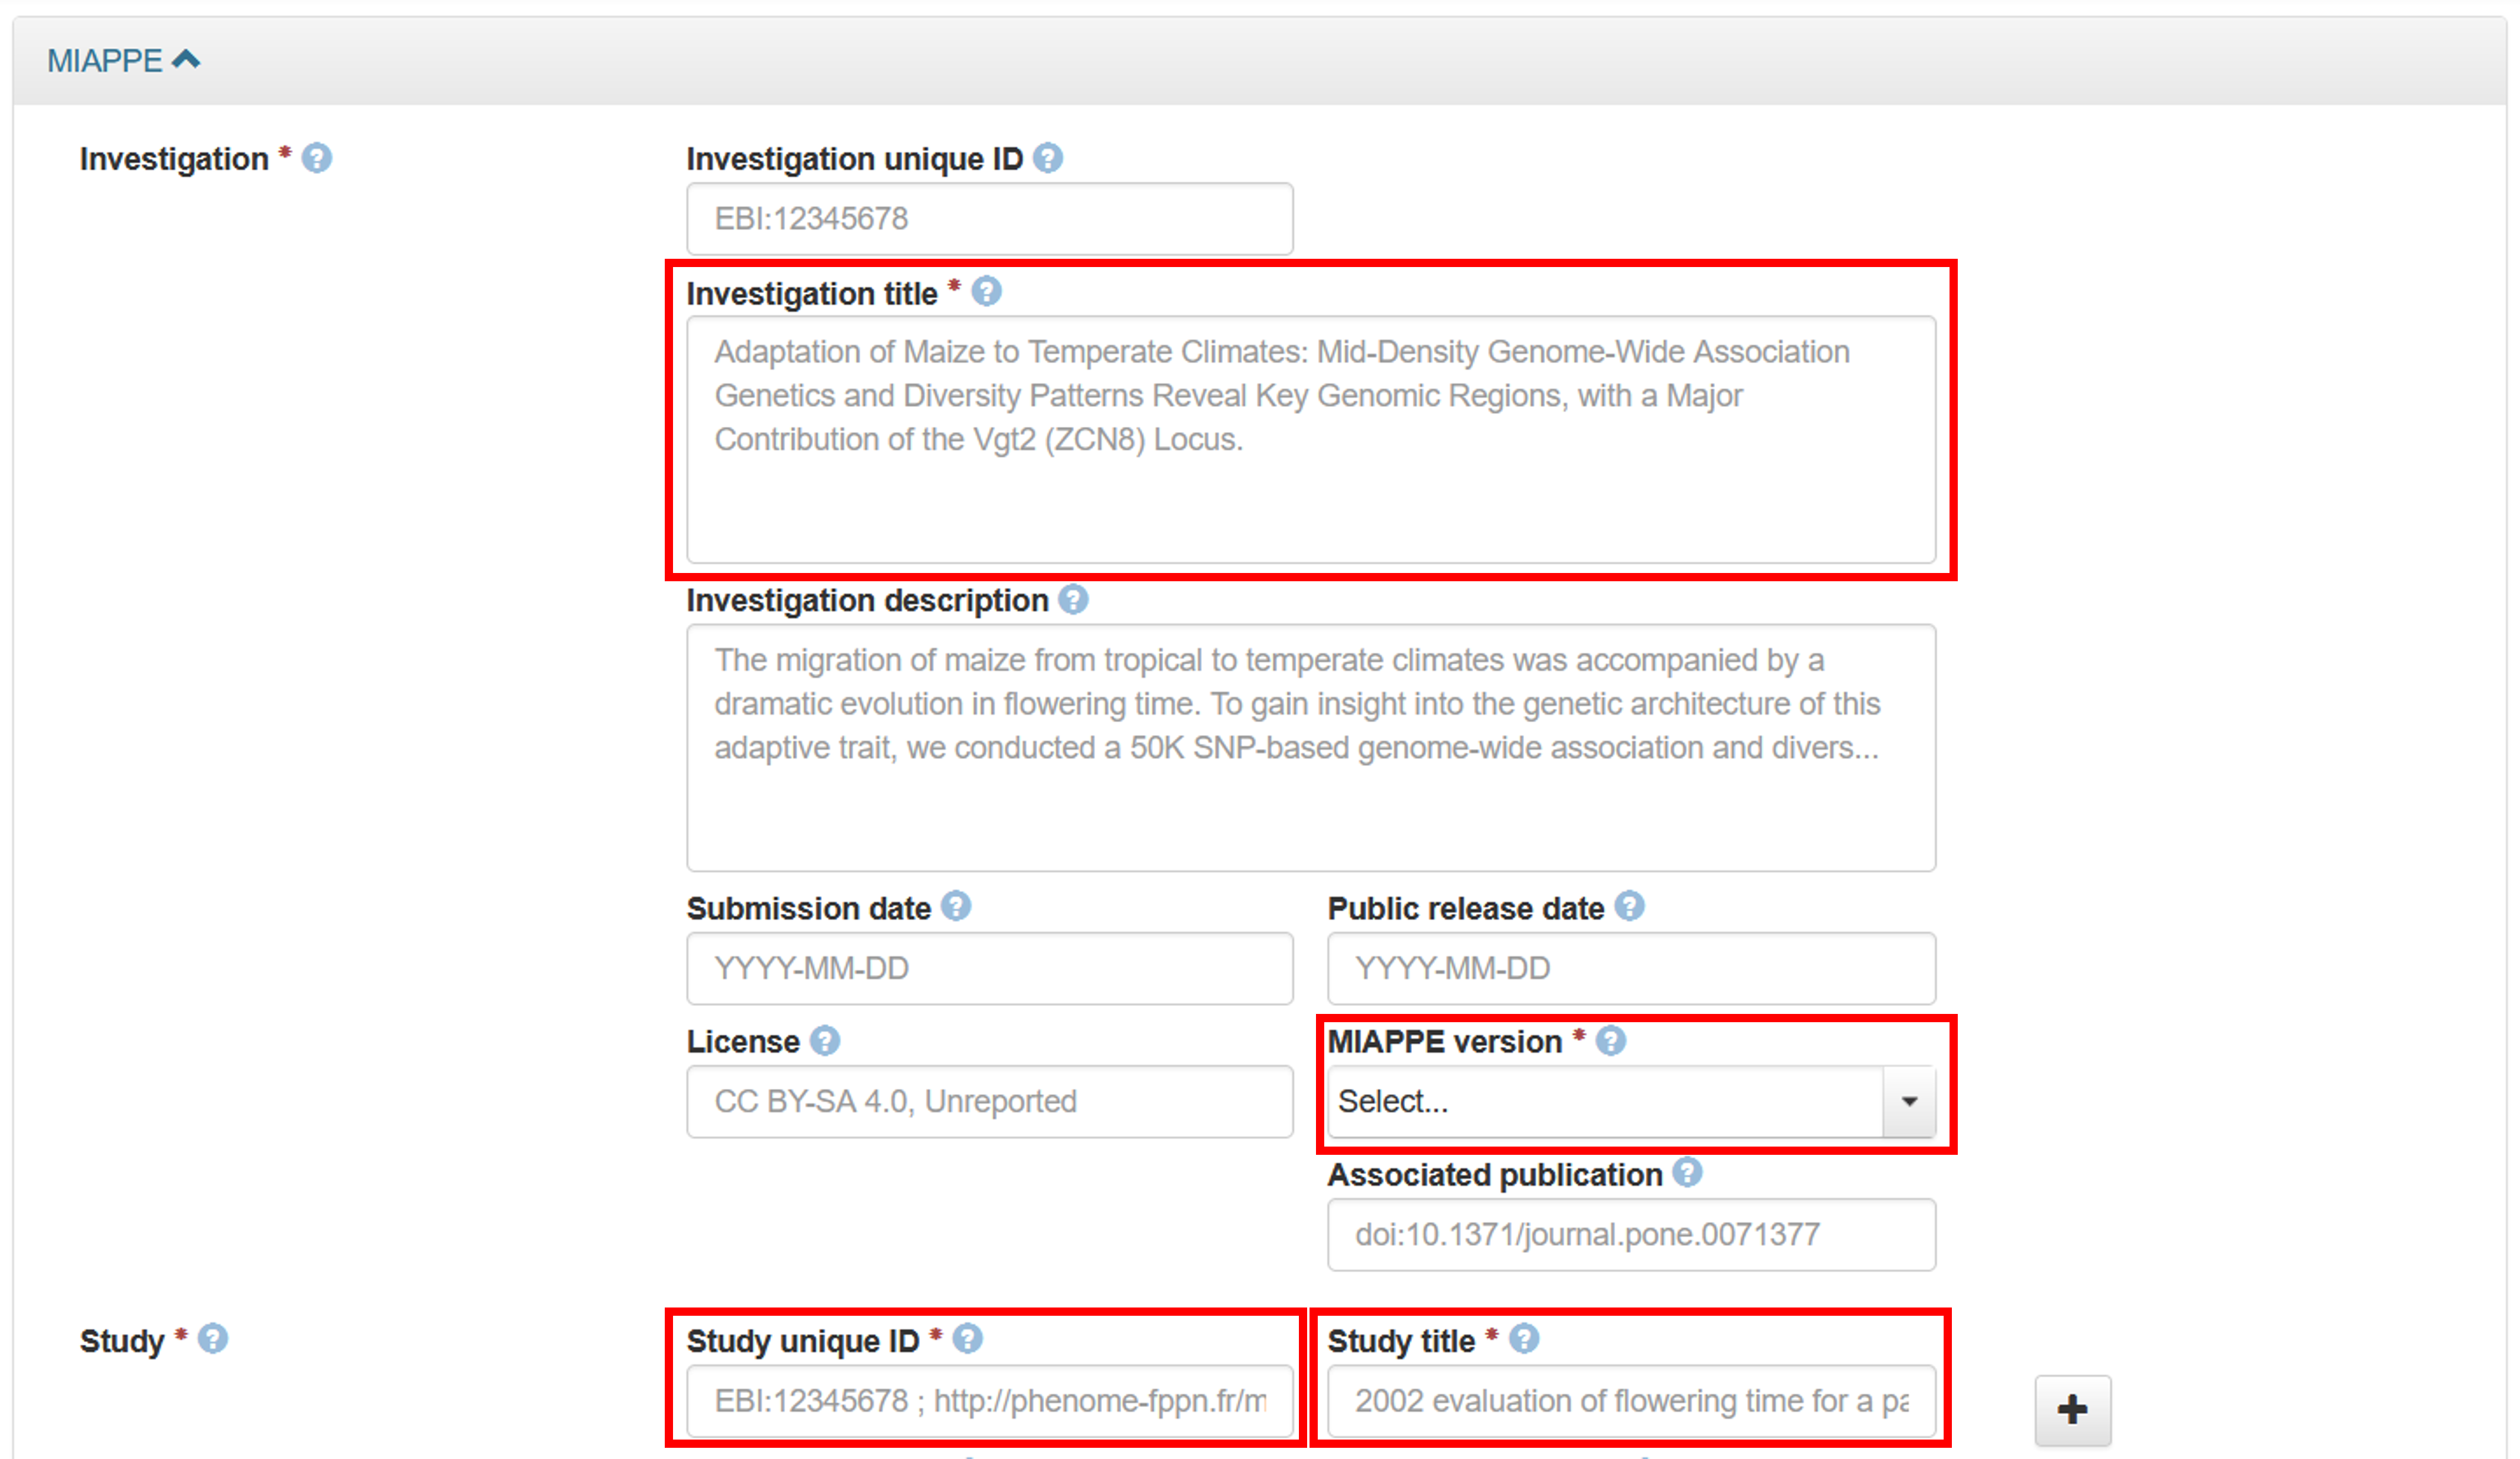 MIAPPE
Investigation *
Investigation unique ID
EBI:12345678
Investigation title *
Adaptation of Maize to Temperate Climates: Mid-Density Genome-Wide Association
Genetics and Diversity Patterns Reveal Key Genomic Regions, with a Major
Contribution of the Vgt2 (ZCN8) Locus.
Investigation description
The migration of maize from tropical to temperate climates was accompanied by a
dramatic evolution in flowering time. To gain insight into the genetic architecture of this
adaptive trait, we conducted a 50K SNP-based genome-wide association and divers...
Submission date
YYYY-MM-DD
Public release date
YYYY-MM-DD
License
CC BY-SA 4.0, Unreported
MIAPPE version *
Select...
Associated publication
doi:10.1371/journal.pone.0071377
Study *
Study unique ID *
EBI:12345678 ; http://phenome-fppn.fr/m
Study title *
2002 evaluation of flowering time for a pa